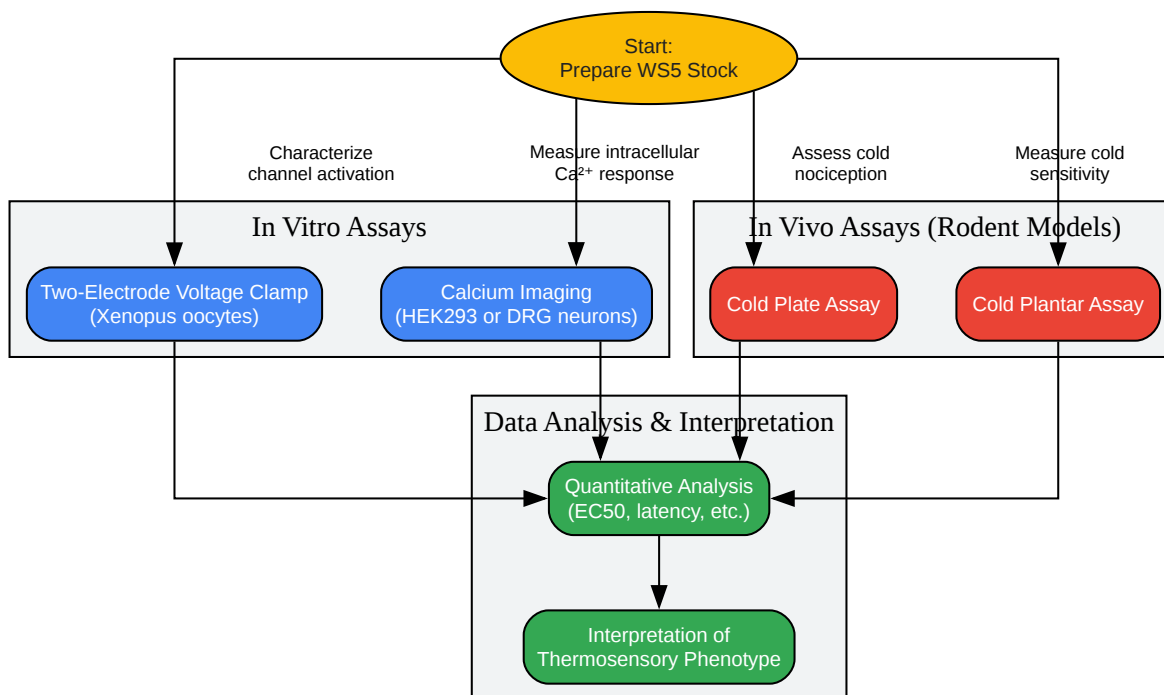 Start:
Prepare WS5 Stock
Characterize
channel activation
Measure intracellular
Ca²⁺ response
Assess cold
nociception
Measure cold
sensitivity
In Vitro Assays
In Vivo Assays (Rodent Models)
Two-Electrode Voltage Clamp
(Xenopus oocytes)
Calcium Imaging
(HEK293 or DRG neurons)
Cold Plate Assay
Cold Plantar Assay
Data Analysis & Interpretation
Quantitative Analysis
(EC50, latency, etc.)
Interpretation of
Thermosensory Phenotype